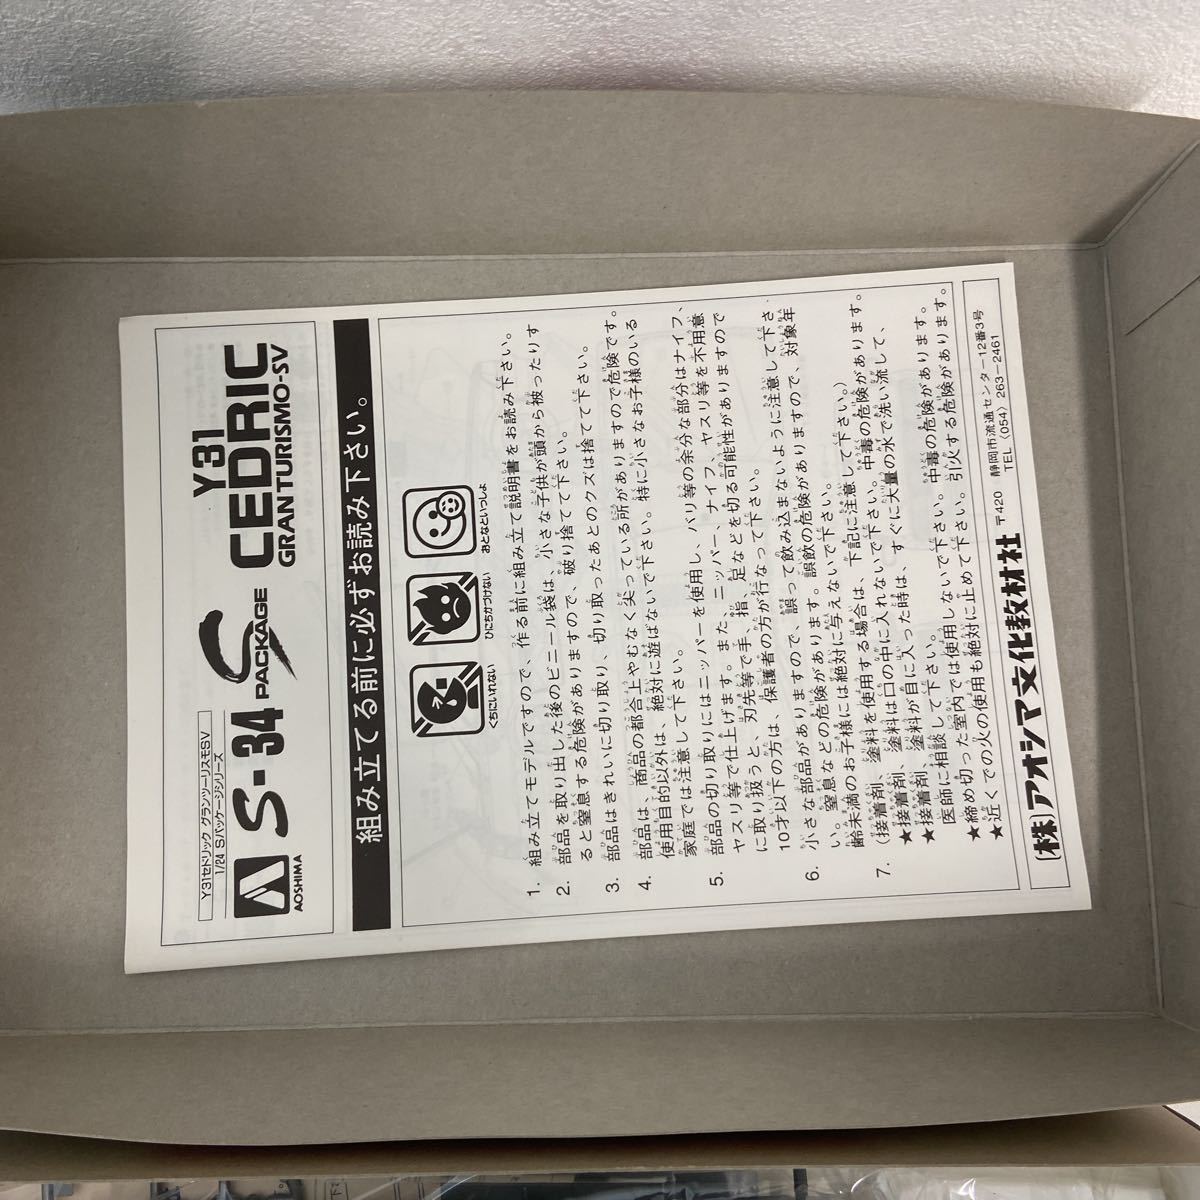 Y31セドリック グランツーリスモSV
1/24 Sパッケージシリーズ
AOSHIMA
S-34
S PACKAGE
Y31
CEDRIC
GRAN TURISMO-SV
組み立てる前に必ずお読み下さい。
くちにいれない
ひにちかづけない
おとなといっしょ
1. 組み立てモデルですので、作る前に組み立て説明書をお読み下さい。
2. 部品を取り出した後のビニール袋は、小さな子供が頭から被ったりす
ると窒息する危険がありますので、破り捨てて下さい。
3. 部品はきれいに切り取り、切り取ったあとのクズは捨てて下さい。
4. 部品は、商品の都合上やむなく尖っている所がありますので危険です。
使用目的以外は、絶対に遊ばないで下さい。特に小さなお子様のいる
家庭では注意して下さい。
5. 部品の切り取りにはニッパーを使用し、バリ等の余分な部分はナイフ、
ヤスリ等で仕上げます。また、ニッパー、ナイフ、ヤスリ等を不用意
に取り扱うと、刃先等で手、指、足などを切る可能性がありますので
10才以下の方は、保護者の方が行なって下さい。
6. 小さな部品がありますので、誤って飲み込まないように注意して下さ
い。窒息などの危険があります。誤飲の危険がありますので、対象年
齢未満のお子様には絶対に与えないで下さい。
7. （接着剤、塗料を使用する場合は、下記に注意して下さい。）
★接着剤、塗料は口の中に入れないで下さい。中毒の危険があります。
★接着剤、塗料が目に入った時は、すぐに大量の水で洗い流して、
医師に相談して下さい。
★締め切った室内では使用しないで下さい。中毒の危険があります。
★近くでの火の使用も絶対に止めて下さい。引火する危険があります。
(株)アオシマ文化教材社
〒420 静岡市流通センター12番3号
TEL〈054〉263-2461